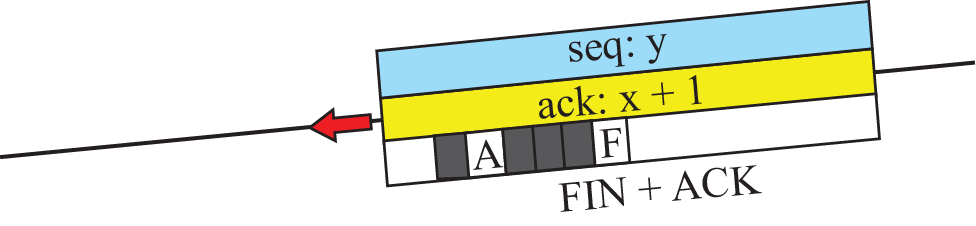 seq: y
ack: x + 1
A F
FIN + ACK